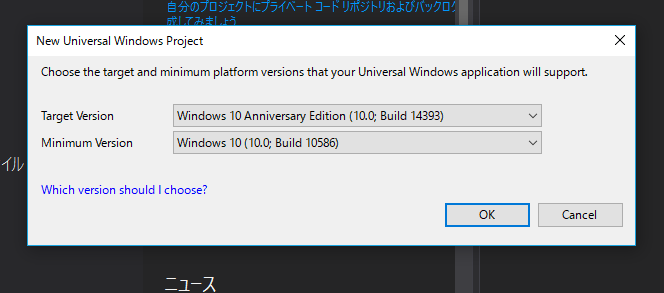 自分のプロジェクトにプライベート コード リポジトリおよびバックログ
成してみましょう
New Universal Windows Project
Choose the target and minimum platform versions that your Universal Windows application will support.
Target Version
Windows 10 Anniversary Edition (10.0; Build 14393)
Minimum Version
Windows 10 (10.0; Build 10586)
イル
Which version should I choose?
OK
Cancel
ニュース